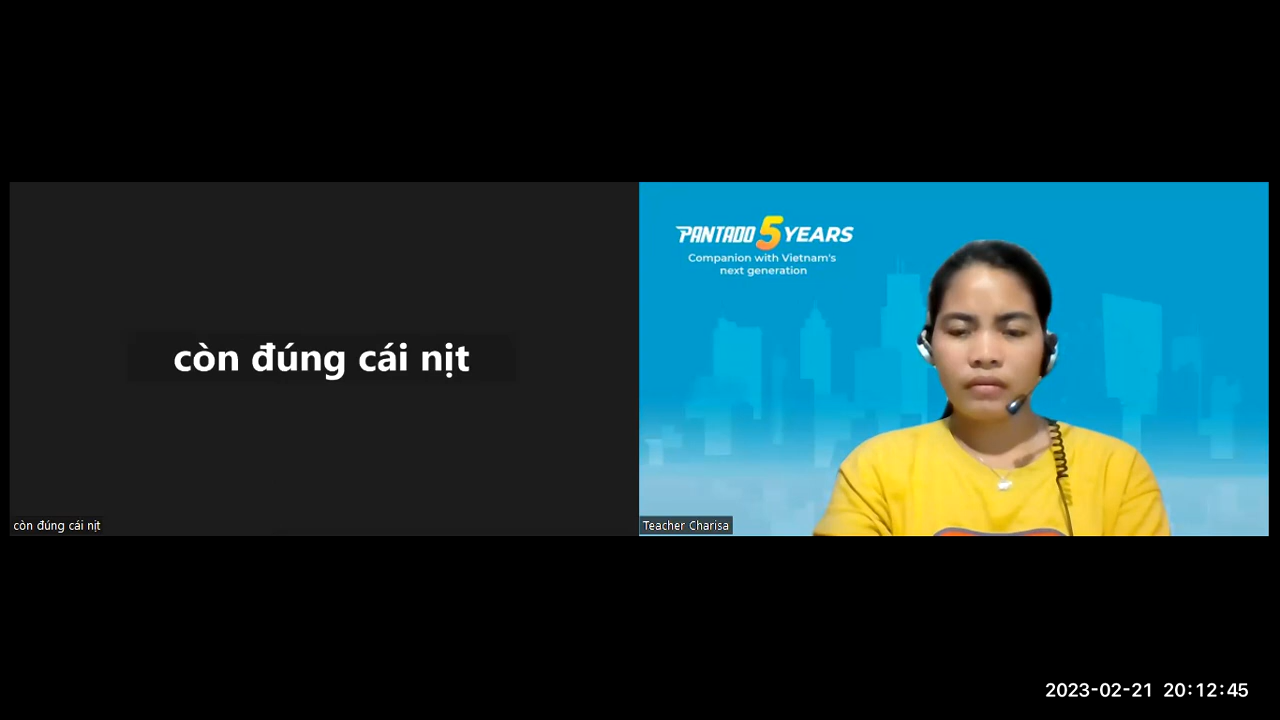 còn đúng cái nịt
còn đúng cái nịt
PANTADO 5 YEARS
Companion with Vietnam's
next generation
Teacher Charisa
2023-02-21 20:12:45